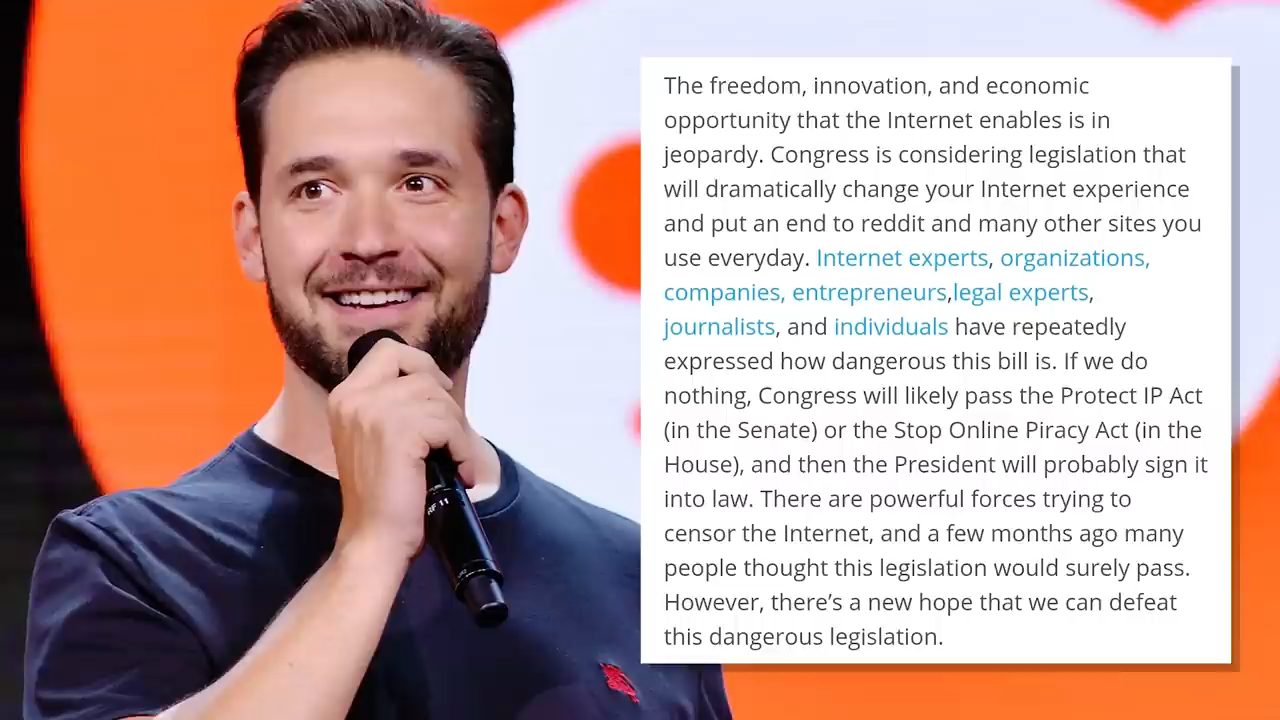 The freedom, innovation, and economic
opportunity that the Internet enables is in
jeopardy. Congress is considering legislation that
will dramatically change your Internet experience
and put an end to reddit and many other sites you
use everyday. Internet experts, organizations,
companies, entrepreneurs,legal experts,
journalists, and individuals have repeatedly
expressed how dangerous this bill is. If we do
nothing, Congress will likely pass the Protect IP Act
(in the Senate) or the Stop Online Piracy Act (in the
House), and then the President will probably sign it
into law. There are powerful forces trying to
censor the Internet, and a few months ago many
people thought this legislation would surely pass.
However, there’s a new hope that we can defeat
this dangerous legislation.
RF 11